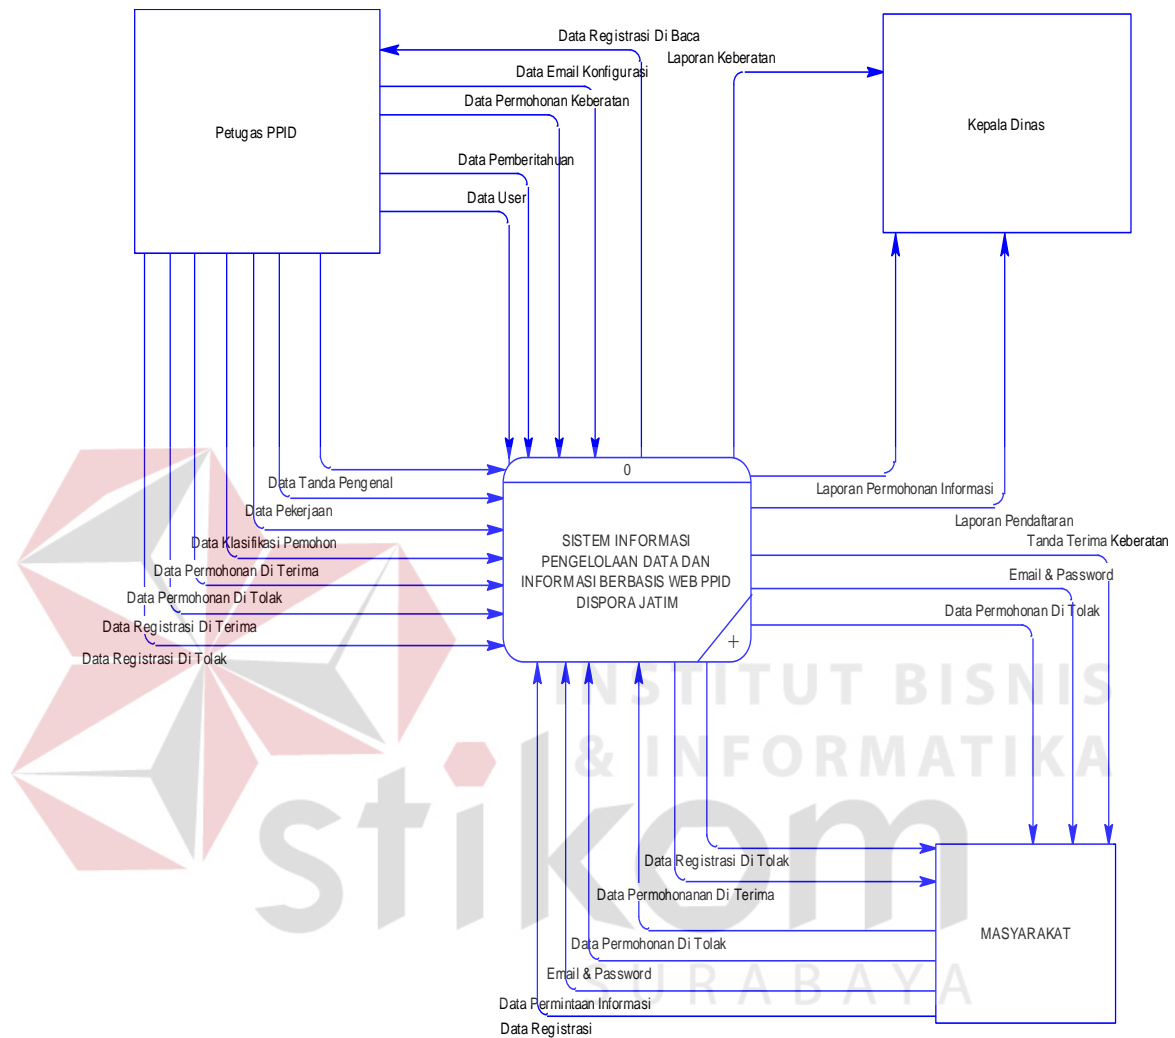 Data Registrasi Di Baca
Laporan Keberatan
Data Email Konfigurasi
Data Permohonan Keberatan
Petugas PPID
Kepala Dinas
Data Pemberitahuan
Data User
0
Data Tanda Pengenal
Laporan Permohonan Informasi
Data Pekerjaan
Laporan Pendaftaran
SISTEM INFORMASI
PENGELOLAAN DATA DAN
INFORMASI BERBASIS WEB PPID
DISPORA JATIM
+
Data Klasifikasi Pemohon
Tanda Terima Keberatan
Data Permohonan Di Terima
Email & Password
Data Permohonan Di Tolak
Data Permohonan Di Tolak
Data Registrasi Di Terima
Data Registrasi Di Tolak
INSTITUT BISNIS
& INFORMATIKA
stikom
SURABAYA
Data Registrasi Di Tolak
Data Permohonanan Di Terima
MASYARAKAT
Data Permohonan Di Tolak
Email & Password
Data Permintaan Informasi
Data Registrasi